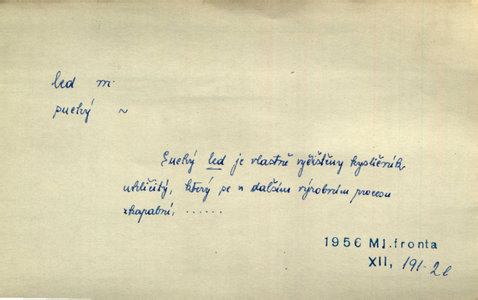 led m.
suchý ~
Suchý led je vlastně vyčištěný kysličník
uhličitý, který se v dalším výrobním procesu
zkapalní, ......
1956 Ml.fronta
XII, 191-2